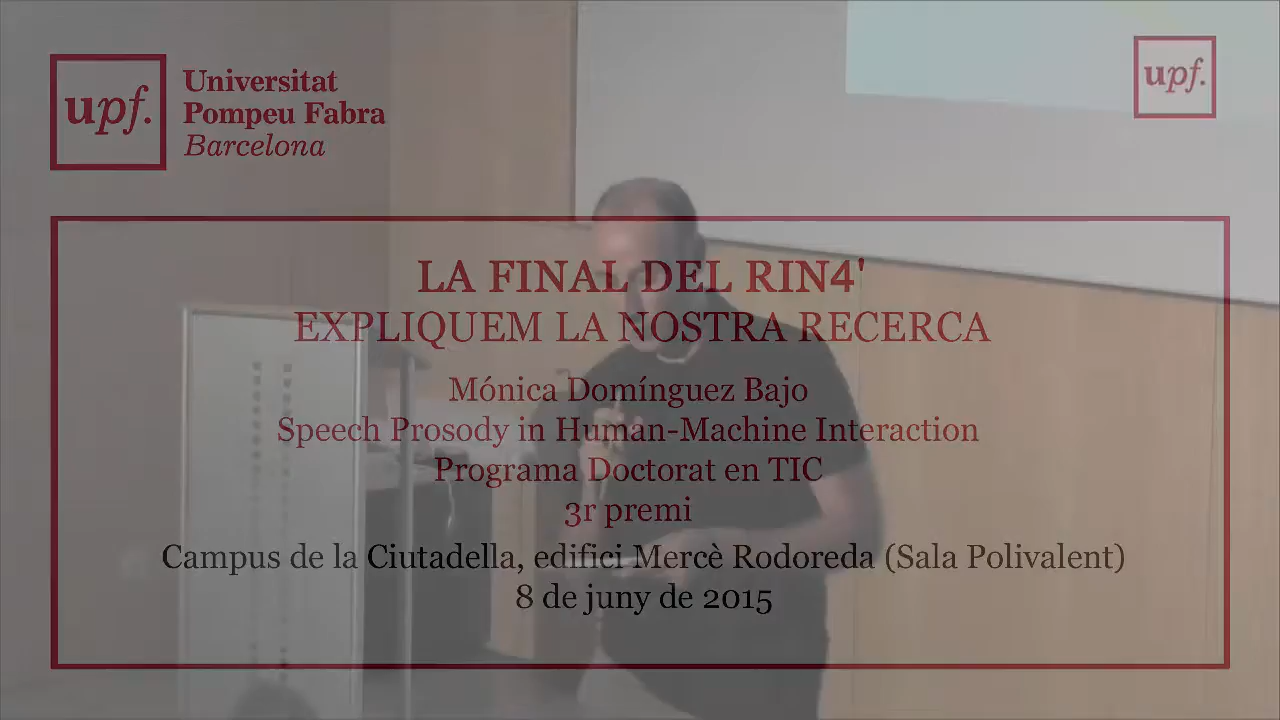 upf.
Universitat
Pompeu Fabra
Barcelona
upf.
LA FINAL DEL RIN4'
EXPLIQUEM LA NOSTRA RECERCA
Mónica Domínguez Bajo
Speech Prosody in Human-Machine Interaction
Programa Doctorat en TIC
3r premi
Campus de la Ciutadella, edifici Mercè Rodoreda (Sala Polivalent)
8 de juny de 2015